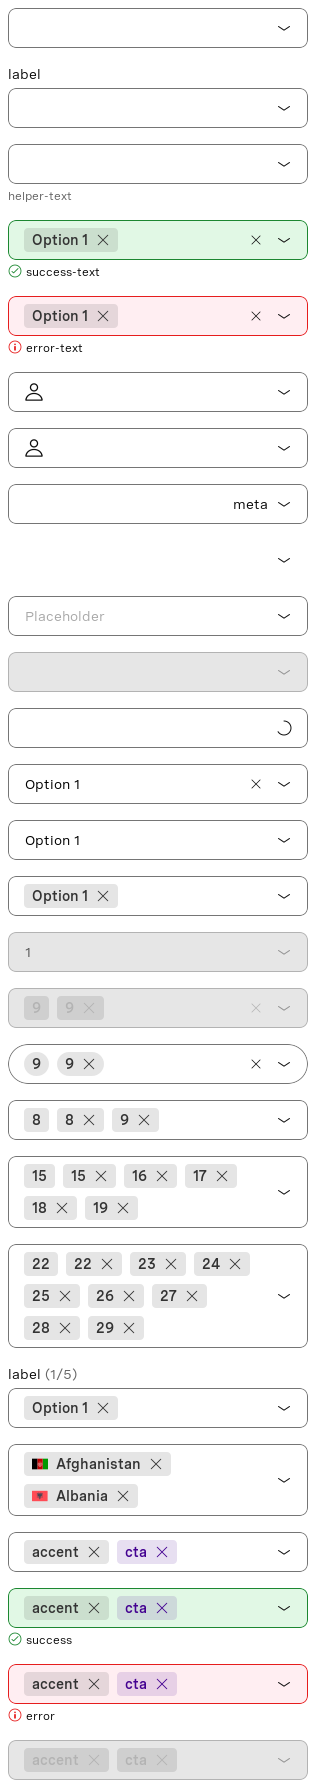 label
helper-text
Option 1
success-text
Option 1
error-text
meta
Placeholder
Option 1
Option 1
Option 1
1
9 9
9 9
8 8 9
15 15 16 17
18 19
22 22 23 24
25 26 27
28 29
label (1/5)
Option 1
Afghanistan
Albania
accent cta
accent cta
success
accent cta
error
accent cta